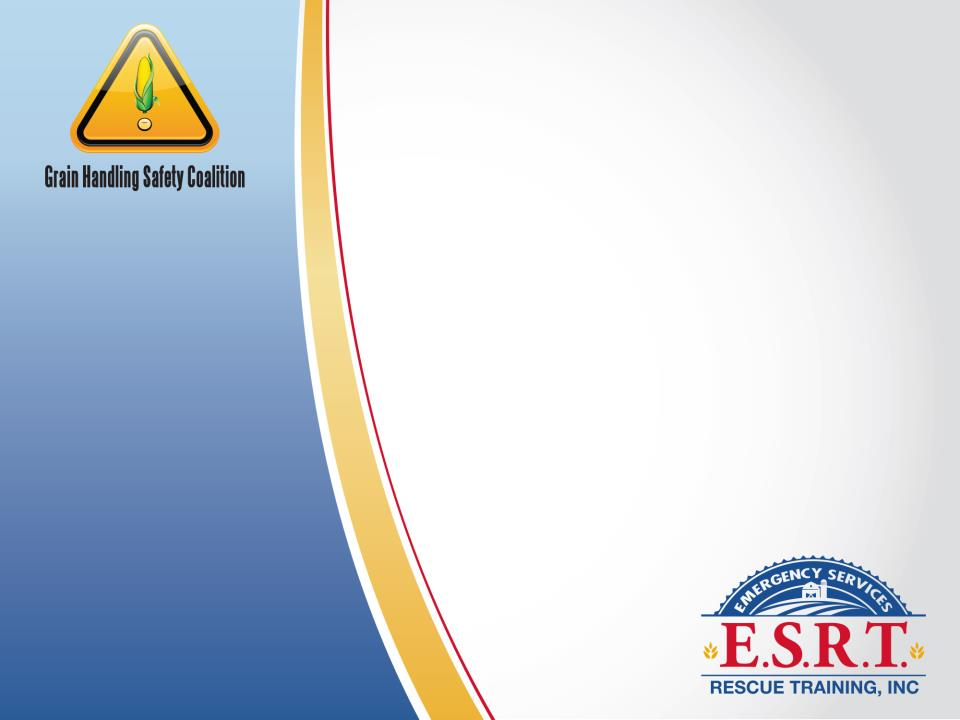 Grain Handling Safety Coalition
EMERGENCY SERVICES
E.S.R.T.
RESCUE TRAINING, INC